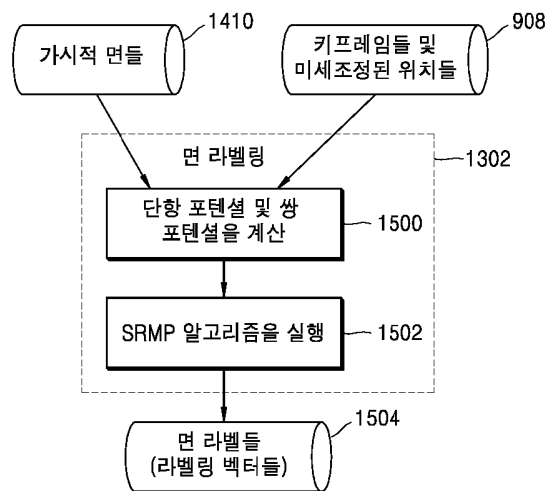 1410
908
가시적 면들
키프레임들 및
미세조정된 위치들
면 라벨링
1302
단항 포텐셜 및 쌍
포텐셜을 계산
1500
SRMP 알고리즘을 실행
1502
1504
면 라벨들
(라벨링 벡터들)